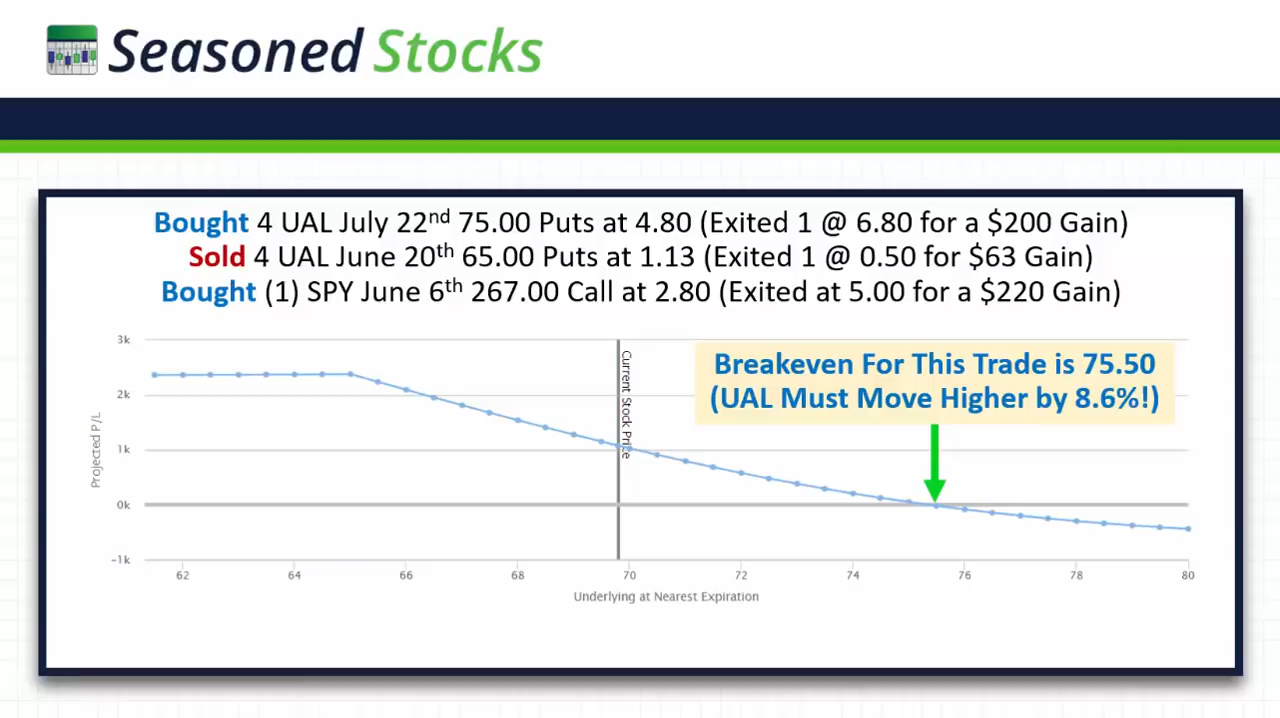 Seasoned Stocks
Bought 4 UAL July 22nd 75.00 Puts at 4.80 (Exited 1 @ 6.80 for a $200 Gain)
Sold 4 UAL June 20th 65.00 Puts at 1.13 (Exited 1 @ 0.50 for $63 Gain)
Bought (1) SPY June 6th 267.00 Call at 2.80 (Exited at 5.00 for a $220 Gain)
Breakeven For This Trade is 75.50
(UAL Must Move Higher by 8.6%!)
Current Stock Price
Projected P/L
3k
2k
1k
0k
-1k
62 64 66 68 70 72 74 76 78 80
Underlying at Nearest Expiration